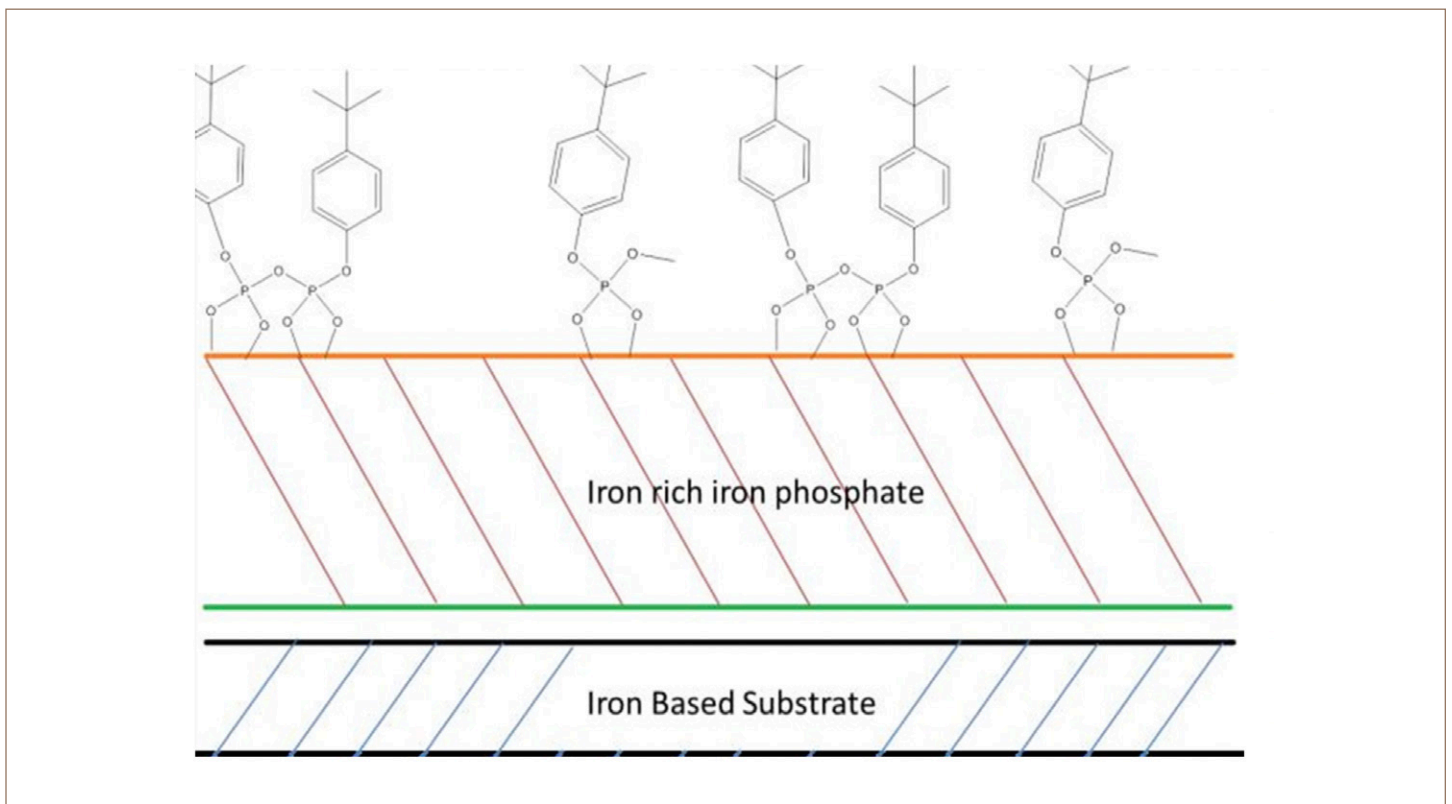 O O O O O O
O O O O
P P P P P P
O O O O O O O O O O O O
Iron rich iron phosphate
Iron Based Substrate